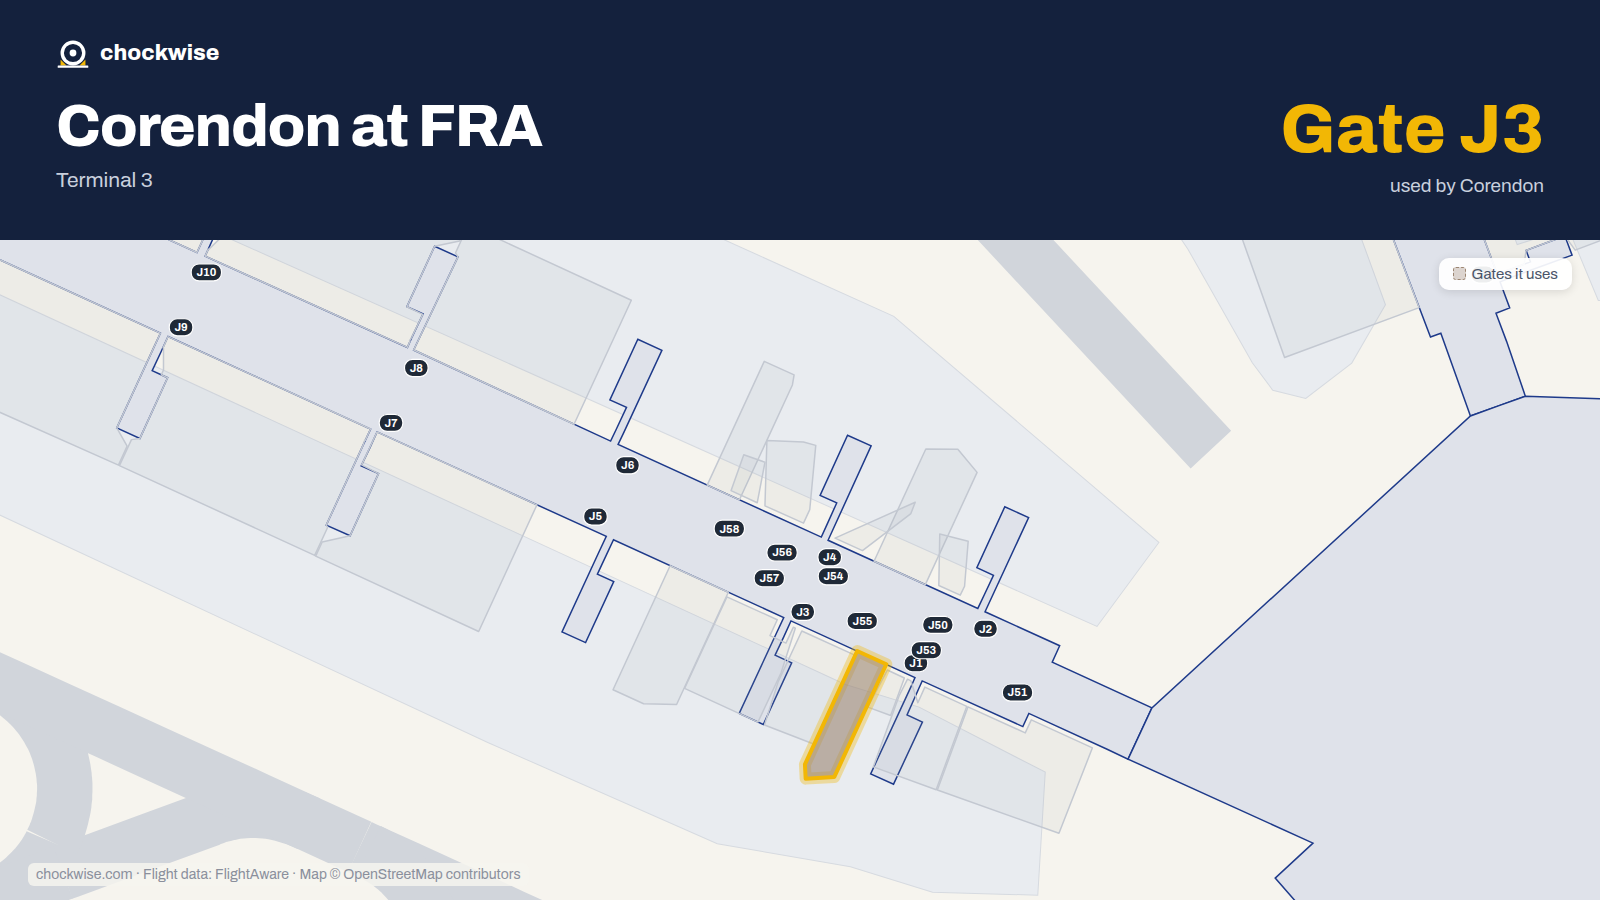 chockwise
Corendon at FRA
Terminal 3
Gate J3
used by Corendon
Gates it uses
J10
J9
J8
J7
J6
J5
J58
J56
J4
J57
J54
J3
J55
J50
J2
J53
J1
J51
chockwise.com · Flight data: FlightAware · Map © OpenStreetMap contributors